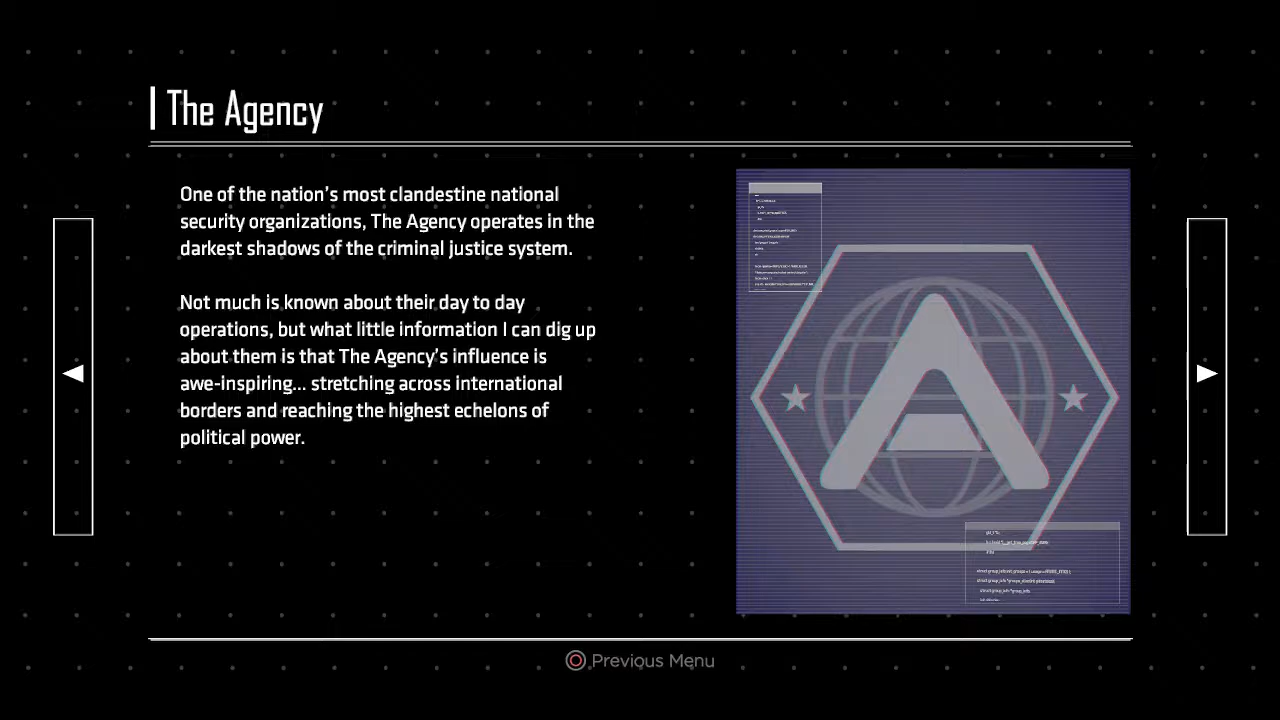 The Agency
One of the nation's most clandestine national
security organizations, The Agency operates in the
darkest shadows of the criminal justice system.
Not much is known about their day to day
operations, but what little information I can dig up
about them is that The Agency's influence is
awe-inspiring... stretching across international
borders and reaching the highest echelons of
political power.
Previous Menu